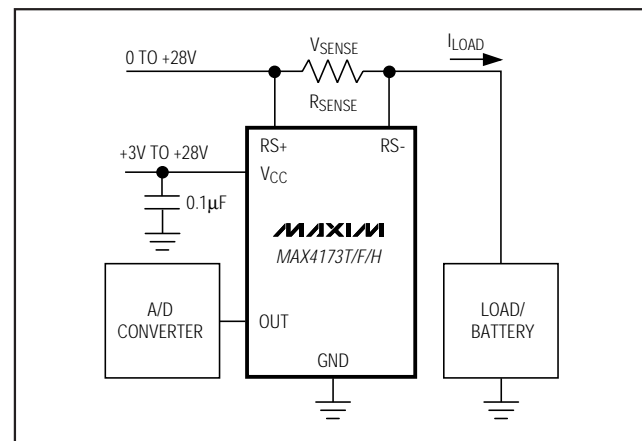 0 TO +28V
VSENSE
ILOAD
RSENSE
RS+
RS-
+3V TO +28V
VCC
0.1µF
MAXIM
MAX4173T/F/H
A/D
CONVERTER
OUT
LOAD/
BATTERY
GND